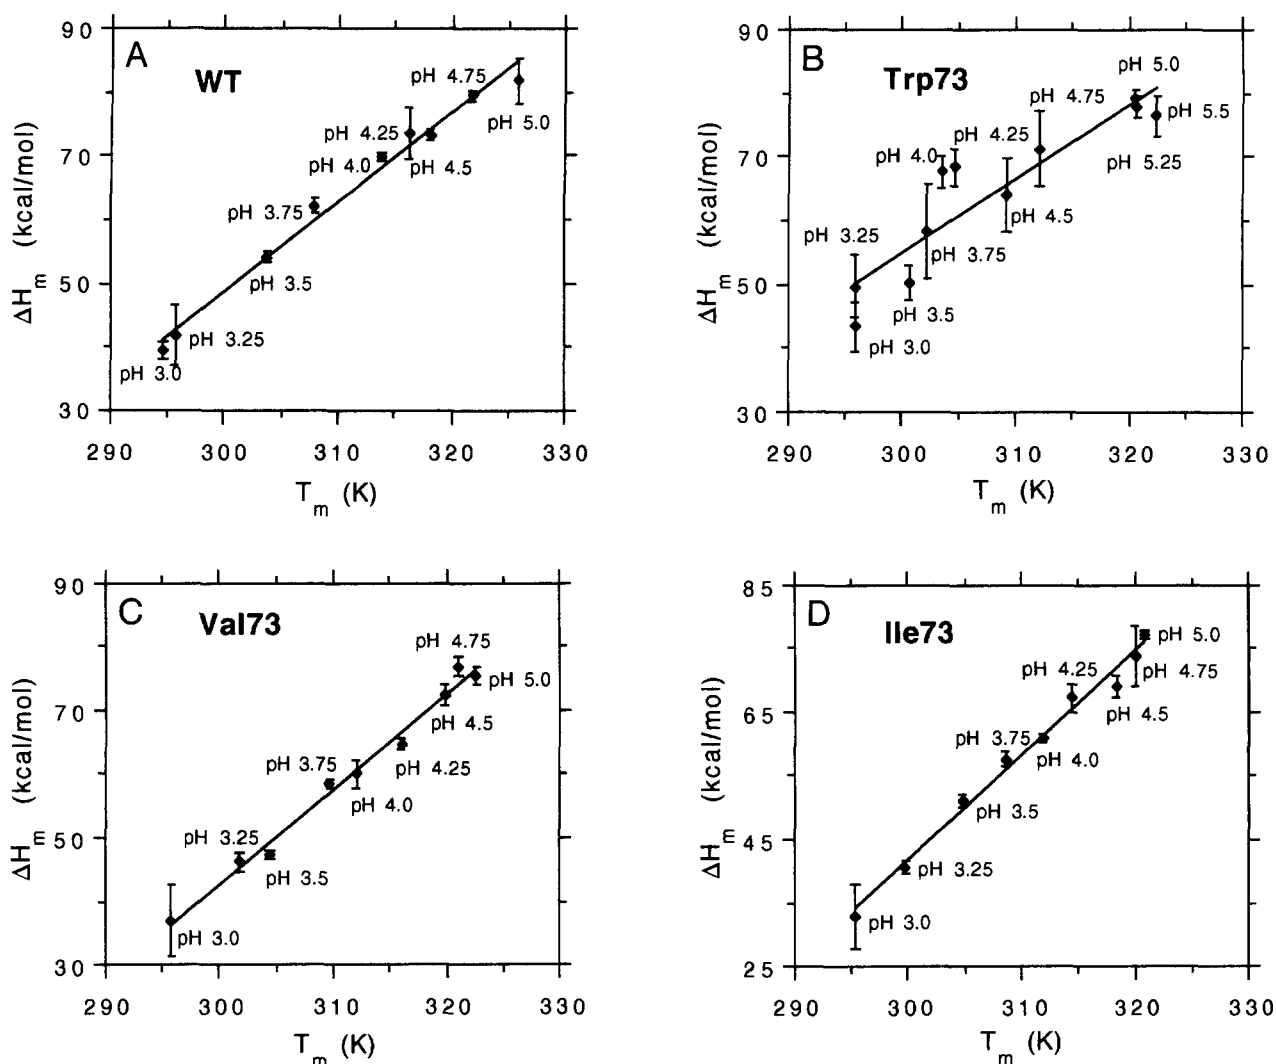 A
WT
90
70
50
30
ΔHm (kcal/mol)
pH 4.75
pH 5.0
pH 4.25
pH 4.0
pH 4.5
pH 3.75
pH 3.5
pH 3.25
pH 3.0
290 300 310 320 330
Tm (K)
B
Trp73
90
70
50
30
ΔHm (kcal/mol)
pH 5.0
pH 4.75
pH 5.5
pH 4.25
pH 4.0
pH 5.25
pH 4.5
pH 3.25
pH 3.75
pH 3.5
pH 3.0
290 300 310 320 330
Tm (K)
C
Val73
90
70
50
30
ΔHm (kcal/mol)
pH 4.75
pH 5.0
pH 4.5
pH 3.75
pH 4.25
pH 4.0
pH 3.25
pH 3.5
pH 3.0
290 300 310 320 330
Tm (K)
D
Ile73
85
65
45
25
ΔHm (kcal/mol)
pH 5.0
pH 4.25
pH 4.75
pH 4.5
pH 3.75
pH 4.0
pH 3.5
pH 3.25
pH 3.0
290 300 310 320 330
Tm (K)